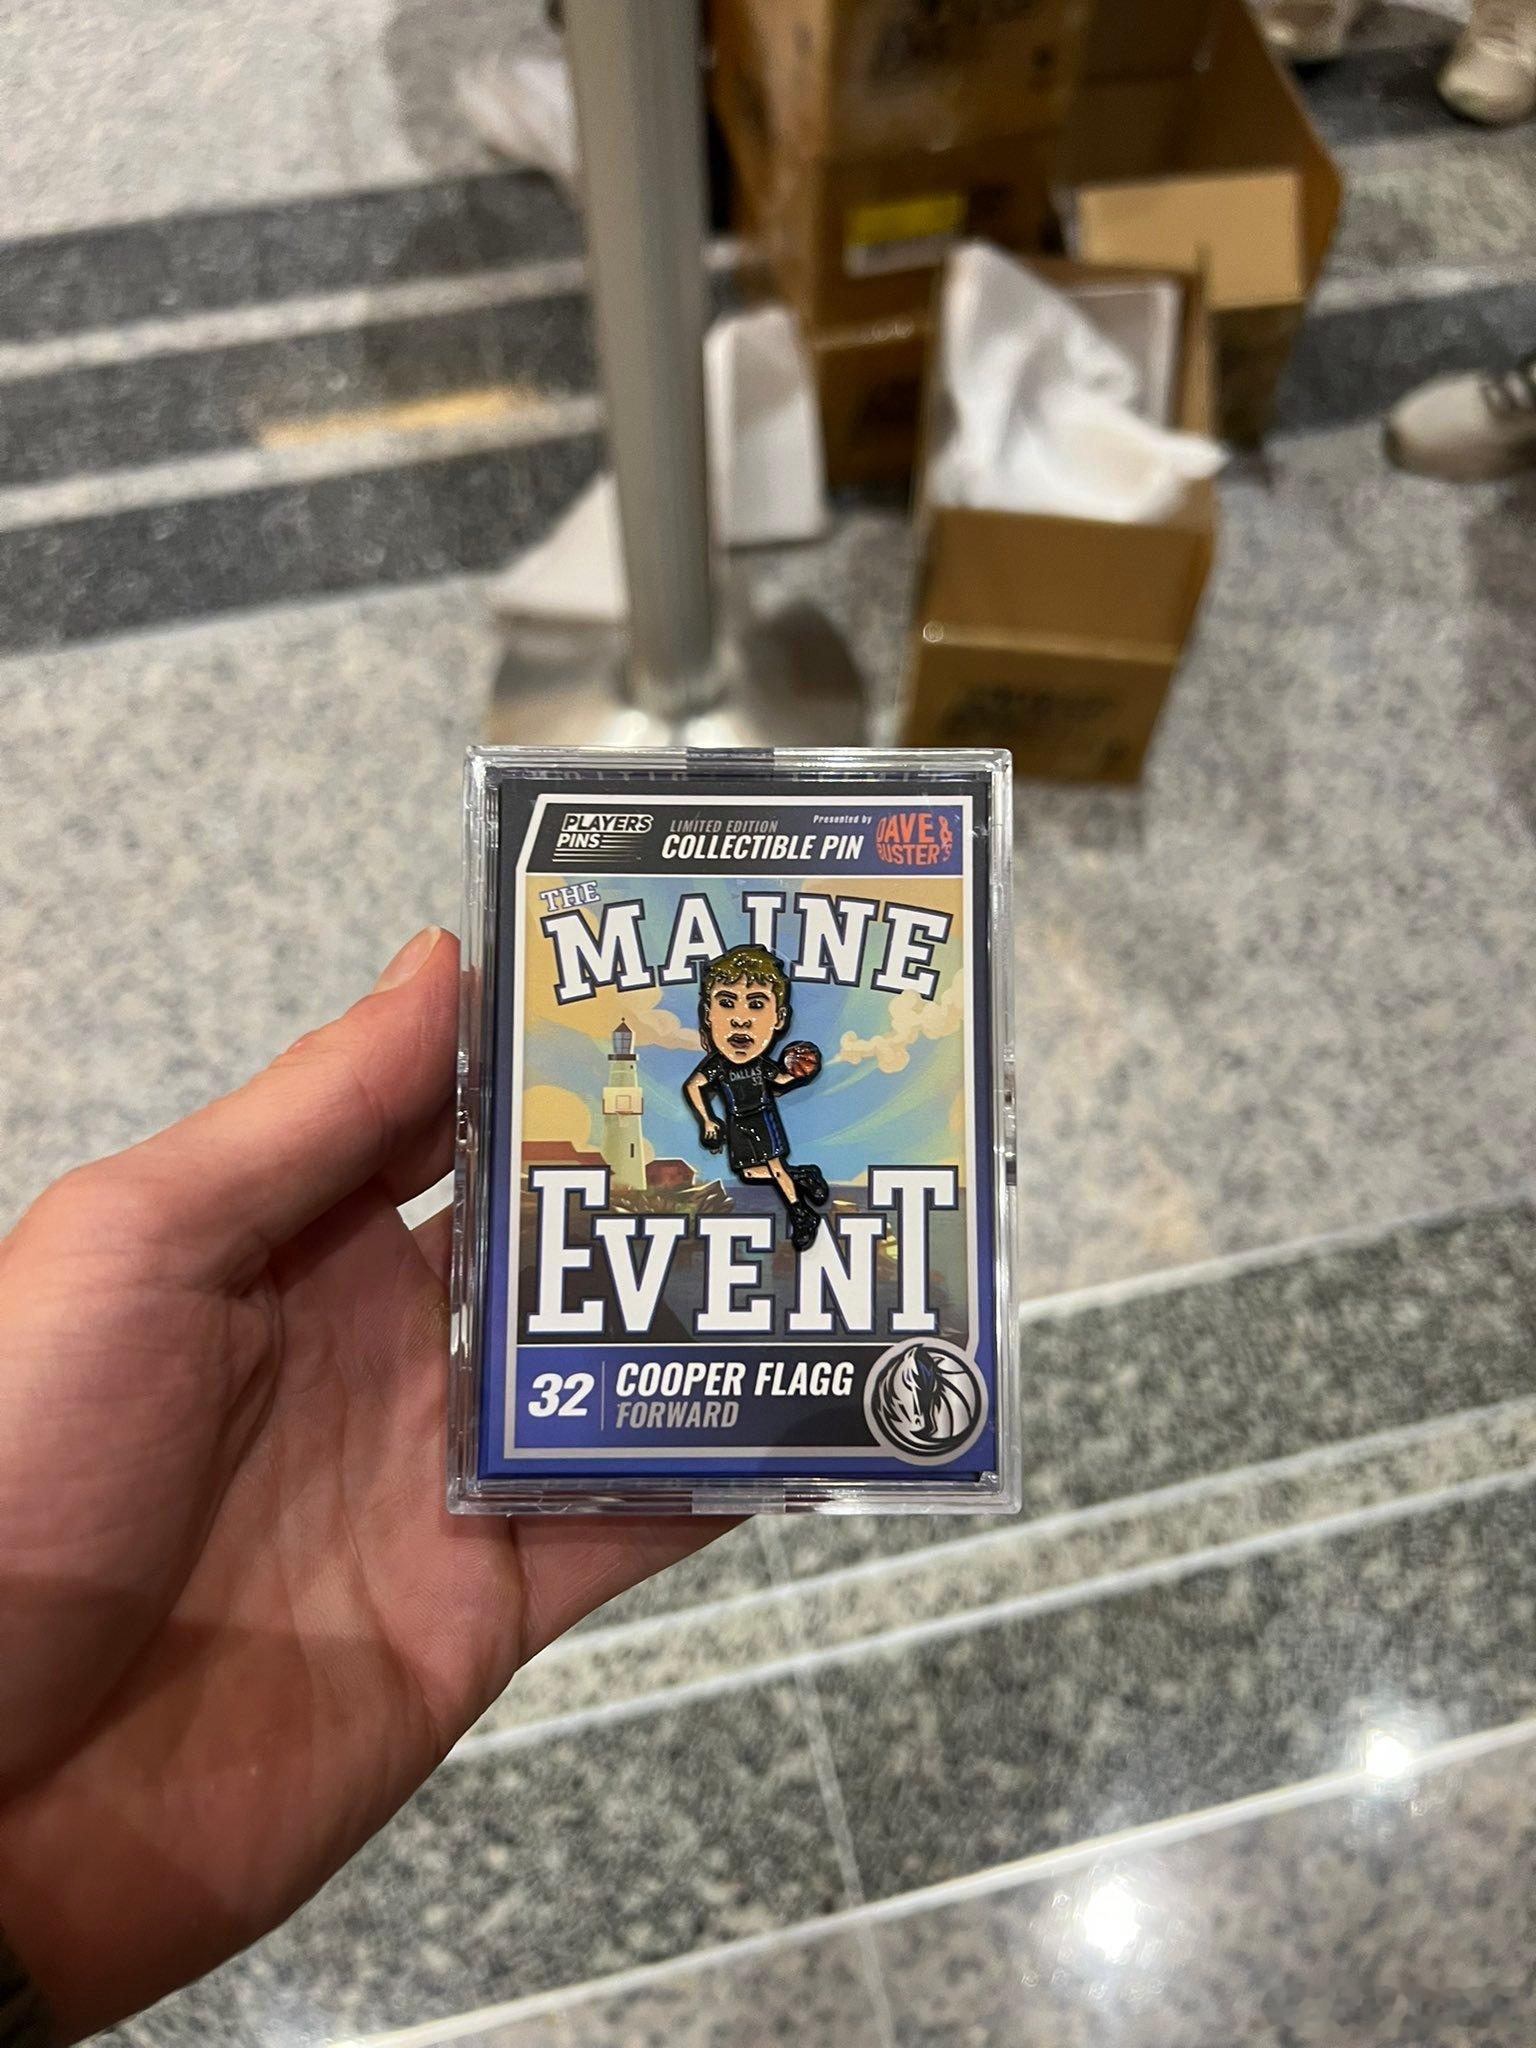 PLAYERS
PINS
LIMITED EDITION
COLLECTIBLE PIN
Presented by
DAVE &
BUSTER'S
THE
MAINE
DALLAS
32
EVENT
32
COOPER FLAGG
FORWARD